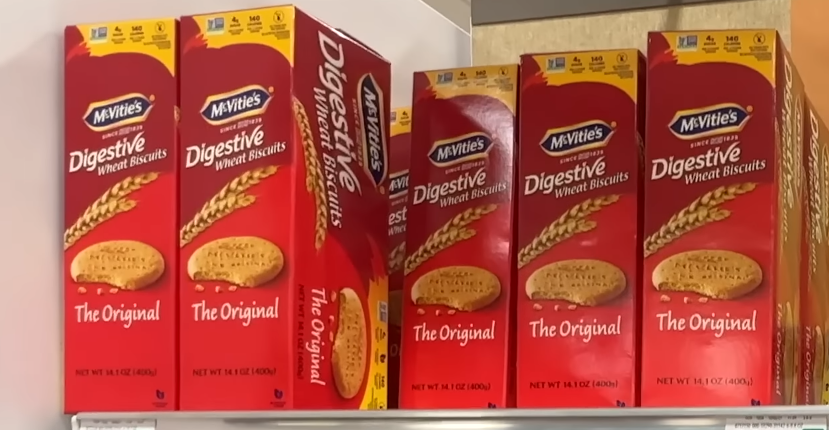 McVitie's
SINCE 1839
Digestive
Wheat Biscuits
The Original
NET WT 14.1 OZ (400g)
McVitie's
Digestive
Wheat Biscuits
The Original
NET WT 14.1 OZ (400g)
Digestive
Wheat Biscuits
McVitie's
The Original
NET WT 14.1 OZ (400g)
McVitie's
Digestive
Wheat Biscuits
The Original
NET WT 14.1 OZ (400g)
McVitie's
Digestive
Wheat Biscuits
The Original
NET WT 14.1 OZ (400g)
McVitie's
Digestive
Wheat Biscuits
The Original
NET WT 14.1 OZ (400g)